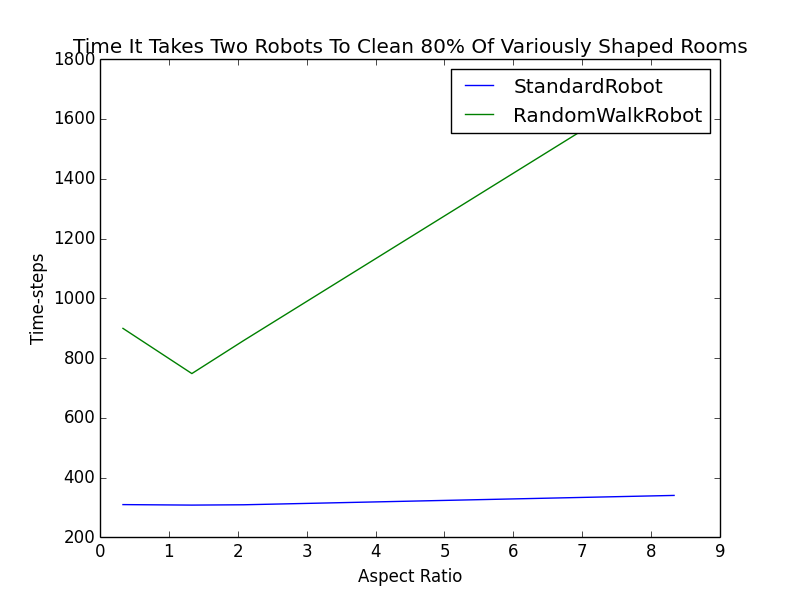 Time It Takes Two Robots To Clean 80% Of Variously Shaped Rooms
1800
1600
1400
1200
1000
800
600
400
200
Time-steps
StandardRobot
RandomWalkRobot
0 1 2 3 4 5 6 7 8 9
Aspect Ratio